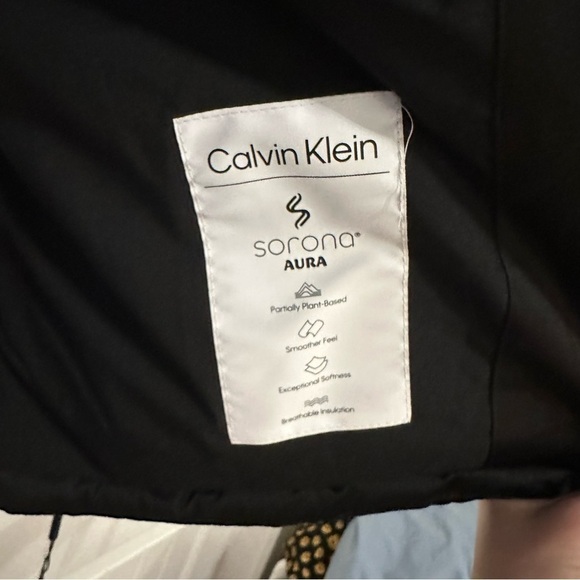 Calvin Klein
sorona®
AURA
Partially Plant-Based
Smoother Feel
Exceptional Softness
Breathable Insulation